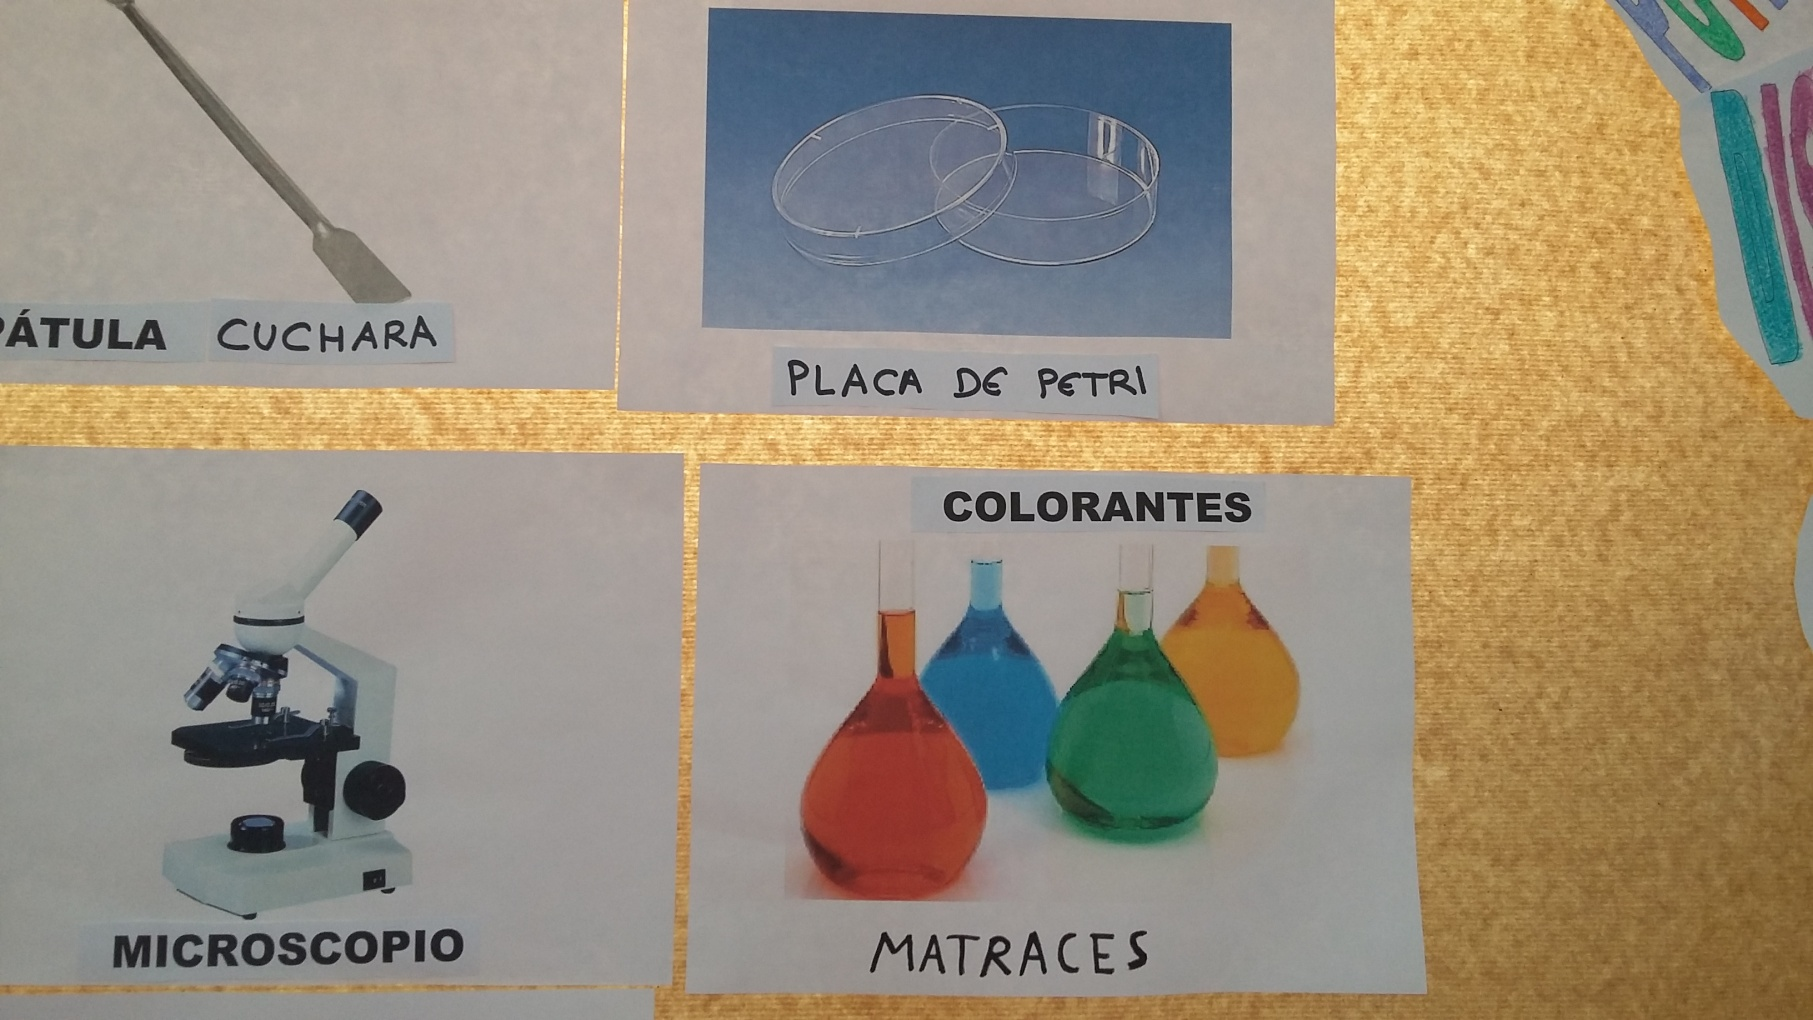 PÁTULA CUCHARA
PLACA DE PETRI
MICROSCOPIO
COLORANTES
MATRACES